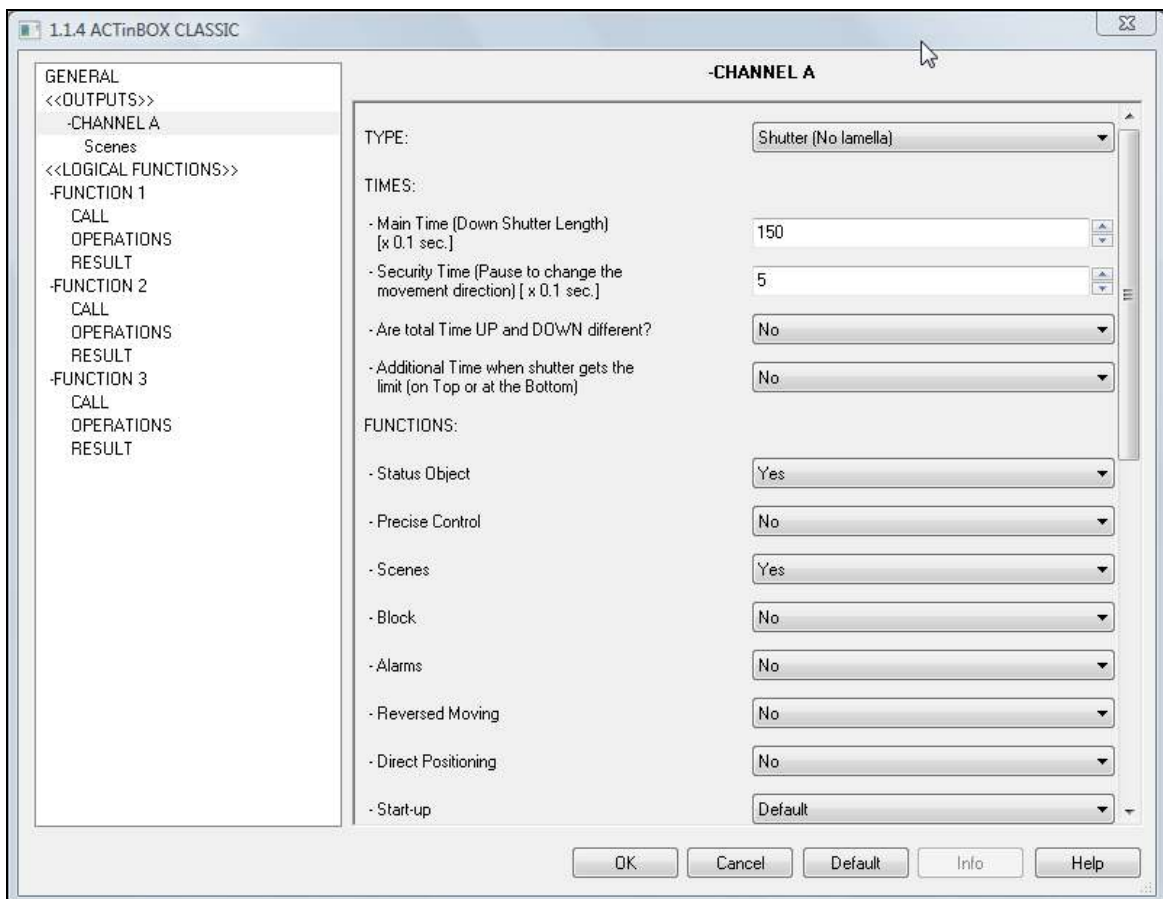 1.1.4 ACTinBOX CLASSIC
GENERAL
<<OUTPUTS>>
-CHANNEL A
Scenes
<<LOGICAL FUNCTIONS>>
-FUNCTION 1
CALL
OPERATIONS
RESULT
-FUNCTION 2
CALL
OPERATIONS
RESULT
-FUNCTION 3
CALL
OPERATIONS
RESULT
-CHANNEL A
TYPE: Shutter (No lamella)
TIMES:
- Main Time (Down Shutter Length)
[x 0.1 sec.] 150
- Security Time (Pause to change the
movement direction) [ x 0.1 sec.] 5
- Are total Time UP and DOWN different? No
- Additional Time when shutter gets the
limit (on Top or at the Bottom) No
FUNCTIONS:
- Status Object Yes
- Precise Control No
- Scenes Yes
- Block No
- Alarms No
- Reversed Moving No
- Direct Positioning No
- Start-up Default
OK Cancel Default Info Help